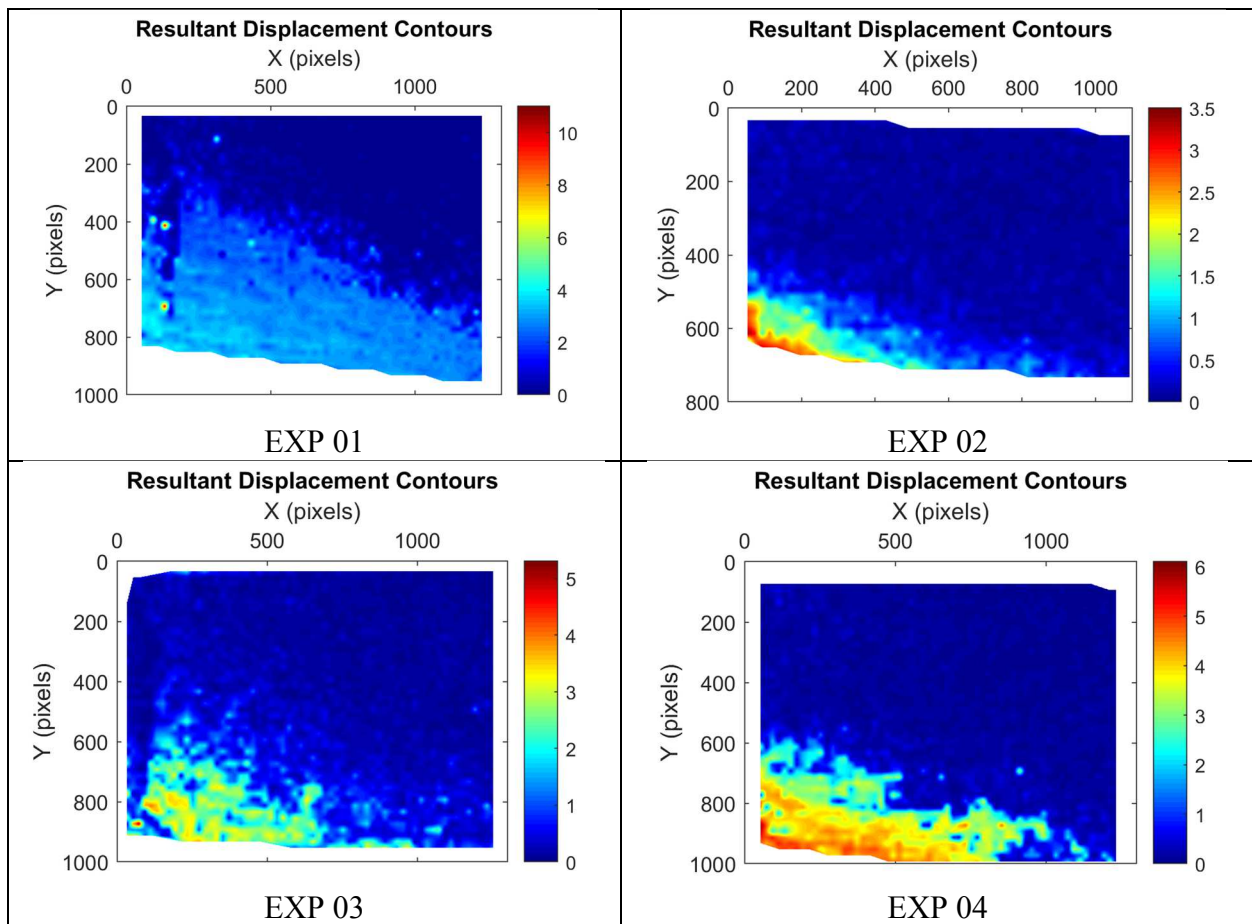 Resultant Displacement Contours
X (pixels)
0 500 1000
Y (pixels)
0
200
400
600
800
1000
10
8
6
4
2
0
EXP 01
Resultant Displacement Contours
X (pixels)
0 200 400 600 800 1000
Y (pixels)
0
200
400
600
800
3.5
3
2.5
2
1.5
1
0.5
0
EXP 02
Resultant Displacement Contours
X (pixels)
0 500 1000
Y (pixels)
0
200
400
600
800
1000
5
4
3
2
1
0
EXP 03
Resultant Displacement Contours
X (pixels)
0 500 1000
Y (pixels)
200
400
600
800
1000
0
6
5
4
3
2
1
0
EXP 04